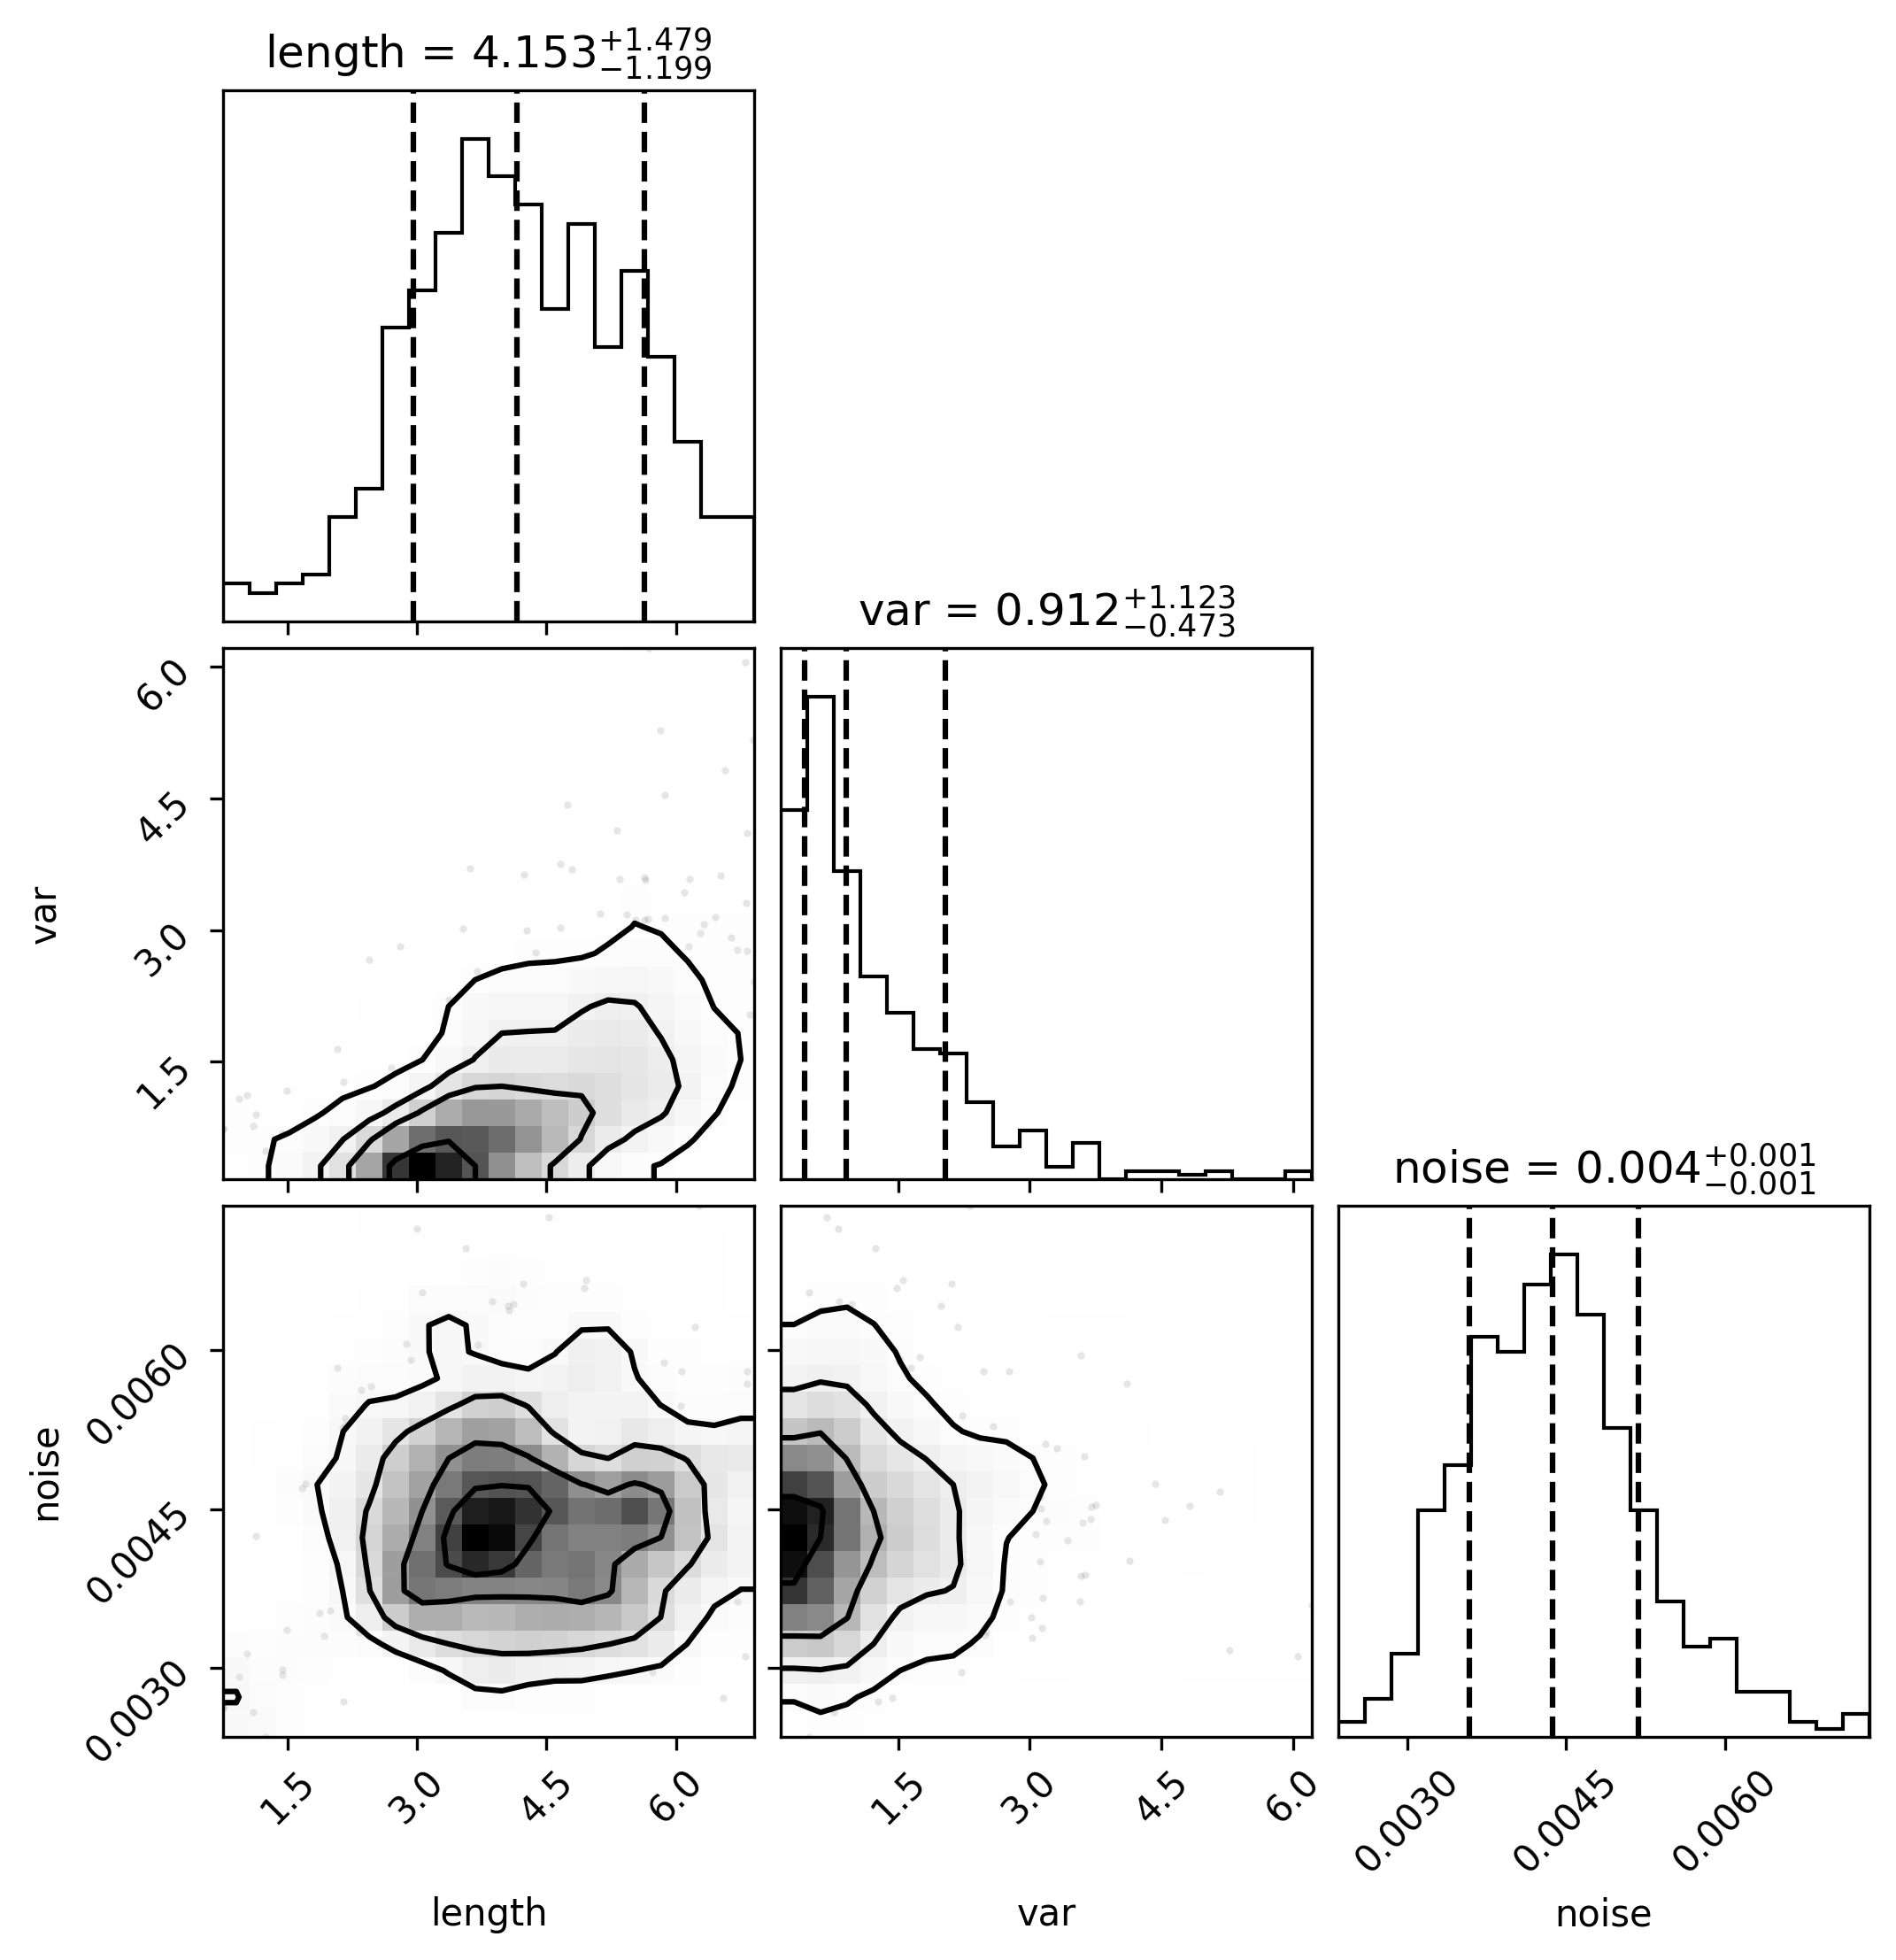 length = 4.153^{+1.479}_{−1.199}
var = 0.912^{+1.123}_{−0.473}
6.0
4.5
3.0
1.5
var
noise = 0.004^{+0.001}_{−0.001}
0.0060
0.0045
0.0030
noise
1.5 3.0 4.5 6.0
1.5 3.0 4.5 6.0
0.0030 0.0045 0.0060
length
var
noise